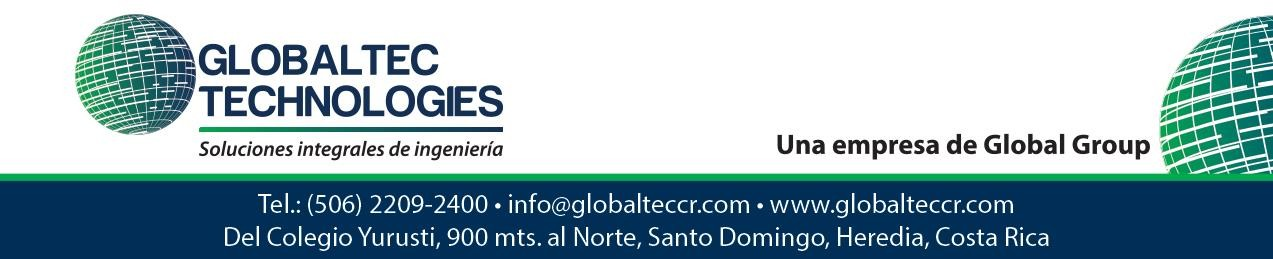 GLOBALTEC
TECHNOLOGIES
Soluciones integrales de ingeniería
Una empresa de Global Group
Tel.: (506) 2209-2400 • info@globalteccr.com • www.globalteccr.com
Del Colegio Yurusti, 900 mts. al Norte, Santo Domingo, Heredia, Costa Rica